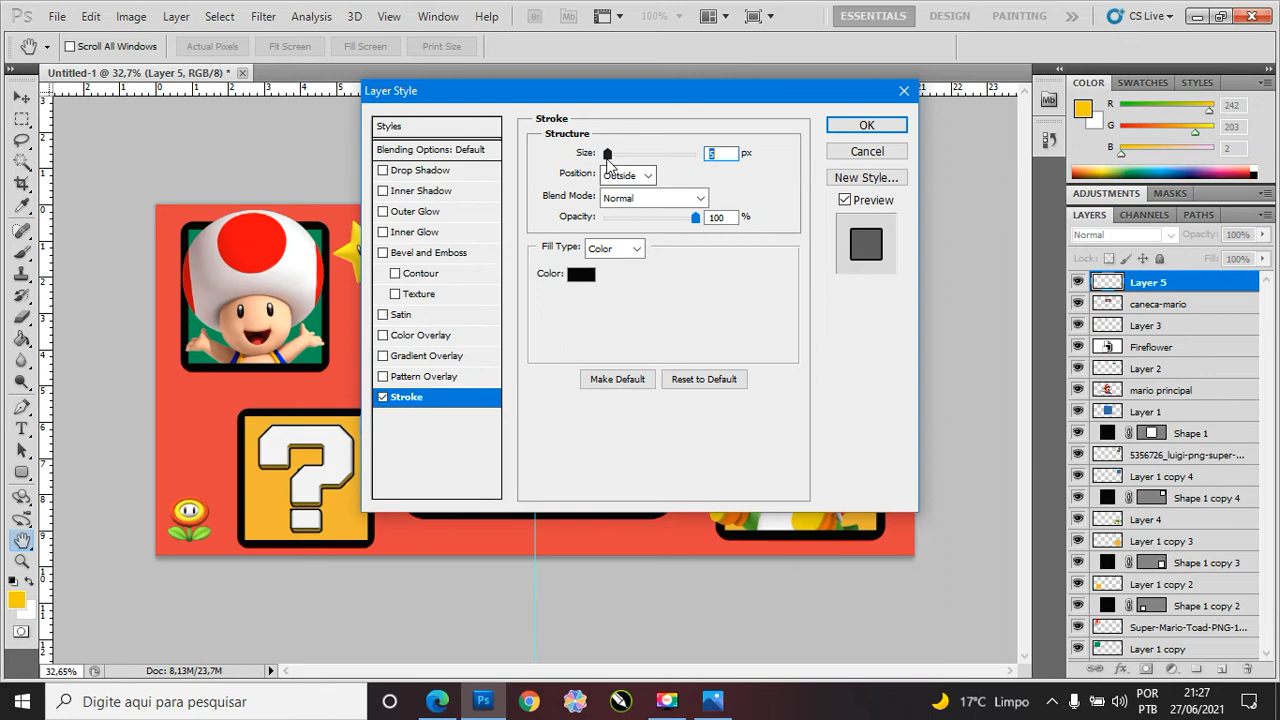 Ps File Edit Image Layer Select Filter Analysis 3D View Window Help Br Mb 100% ESSENTIALS DESIGN PAINTING CS Live
Scroll All Windows Actual Pixels Fit Screen Fill Screen Print Size
Untitled-1 @ 32,7% (Layer 5, RGB/8) *
Layer Style
Styles
Blending Options: Default
Drop Shadow
Inner Shadow
Outer Glow
Inner Glow
Bevel and Emboss
Contour
Texture
Satin
Color Overlay
Gradient Overlay
Pattern Overlay
Stroke
Stroke
Structure
Size: 5 px
Position: Outside
Blend Mode: Normal
Opacity: 100 %
Fill Type: Color
Color:
Make Default Reset to Default
OK
Cancel
New Style...
Preview
?
COLOR SWATCHES STYLES
R 242
G 203
B 2
ADJUSTMENTS MASKS
LAYERS CHANNELS PATHS
Normal Opacity: 100%
Lock: Fill: 100%
Layer 5
caneca-mario
Layer 3
Fireflower
Layer 2
mario principal
Layer 1
Shape 1
5356726_luigi-png-super-...
Layer 1 copy 4
Shape 1 copy 4
Layer 4
Layer 1 copy 3
Shape 1 copy 3
Layer 1 copy 2
Shape 1 copy 2
Super-Mario-Toad-PNG-1...
Layer 1 copy
32,65% Doc: 8,13M/23,7M
Digite aqui para pesquisar
17°C Limpo
POR
PTB
21:27
27/06/2021